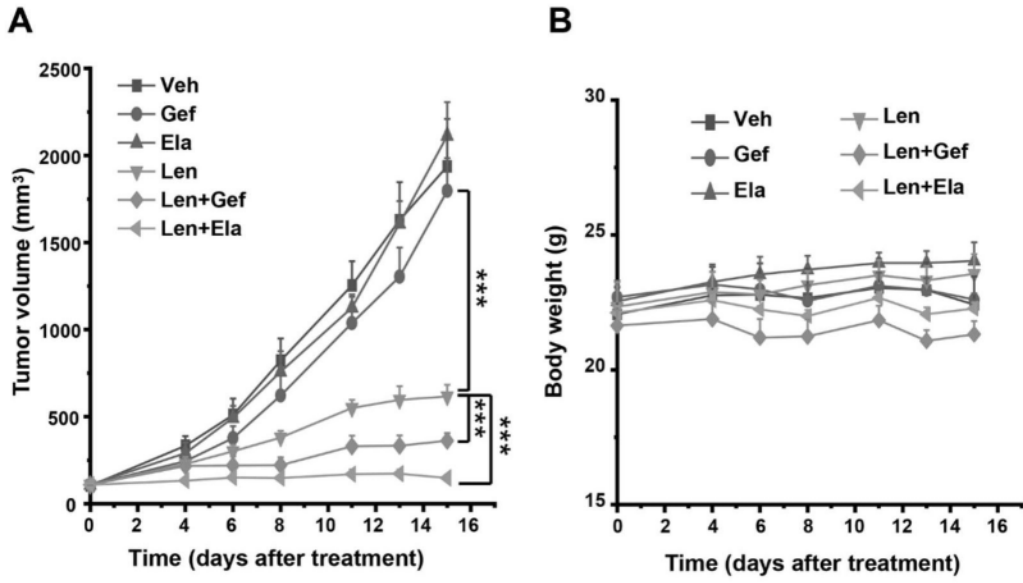 A
B
2500
2000
1500
1000
500
0
Tumor volume (mm³)
Veh
Gef
Ela
Len
Len+Gef
Len+Ela
***
***
***
0 2 4 6 8 10 12 14 16
Time (days after treatment)
30
25
20
15
Body weight (g)
Veh Len
Gef Len+Gef
Ela Len+Ela
0 2 4 6 8 10 12 14 16
Time (days after treatment)